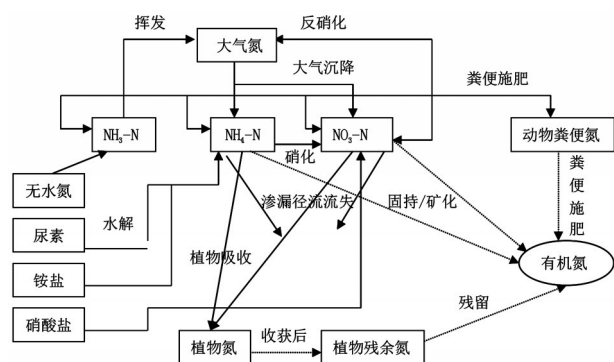 挥发
反硝化
大气氮
大气沉降
粪便施肥
NH₃-N
NH₄-N
NO₃-N
动物粪便氮
硝化
无水氮
渗漏径流流失
固持/矿化
粪便施肥
尿素
水解
植物吸收
有机氮
铵盐
硝酸盐
残留
植物氮
收获后
植物残余氮